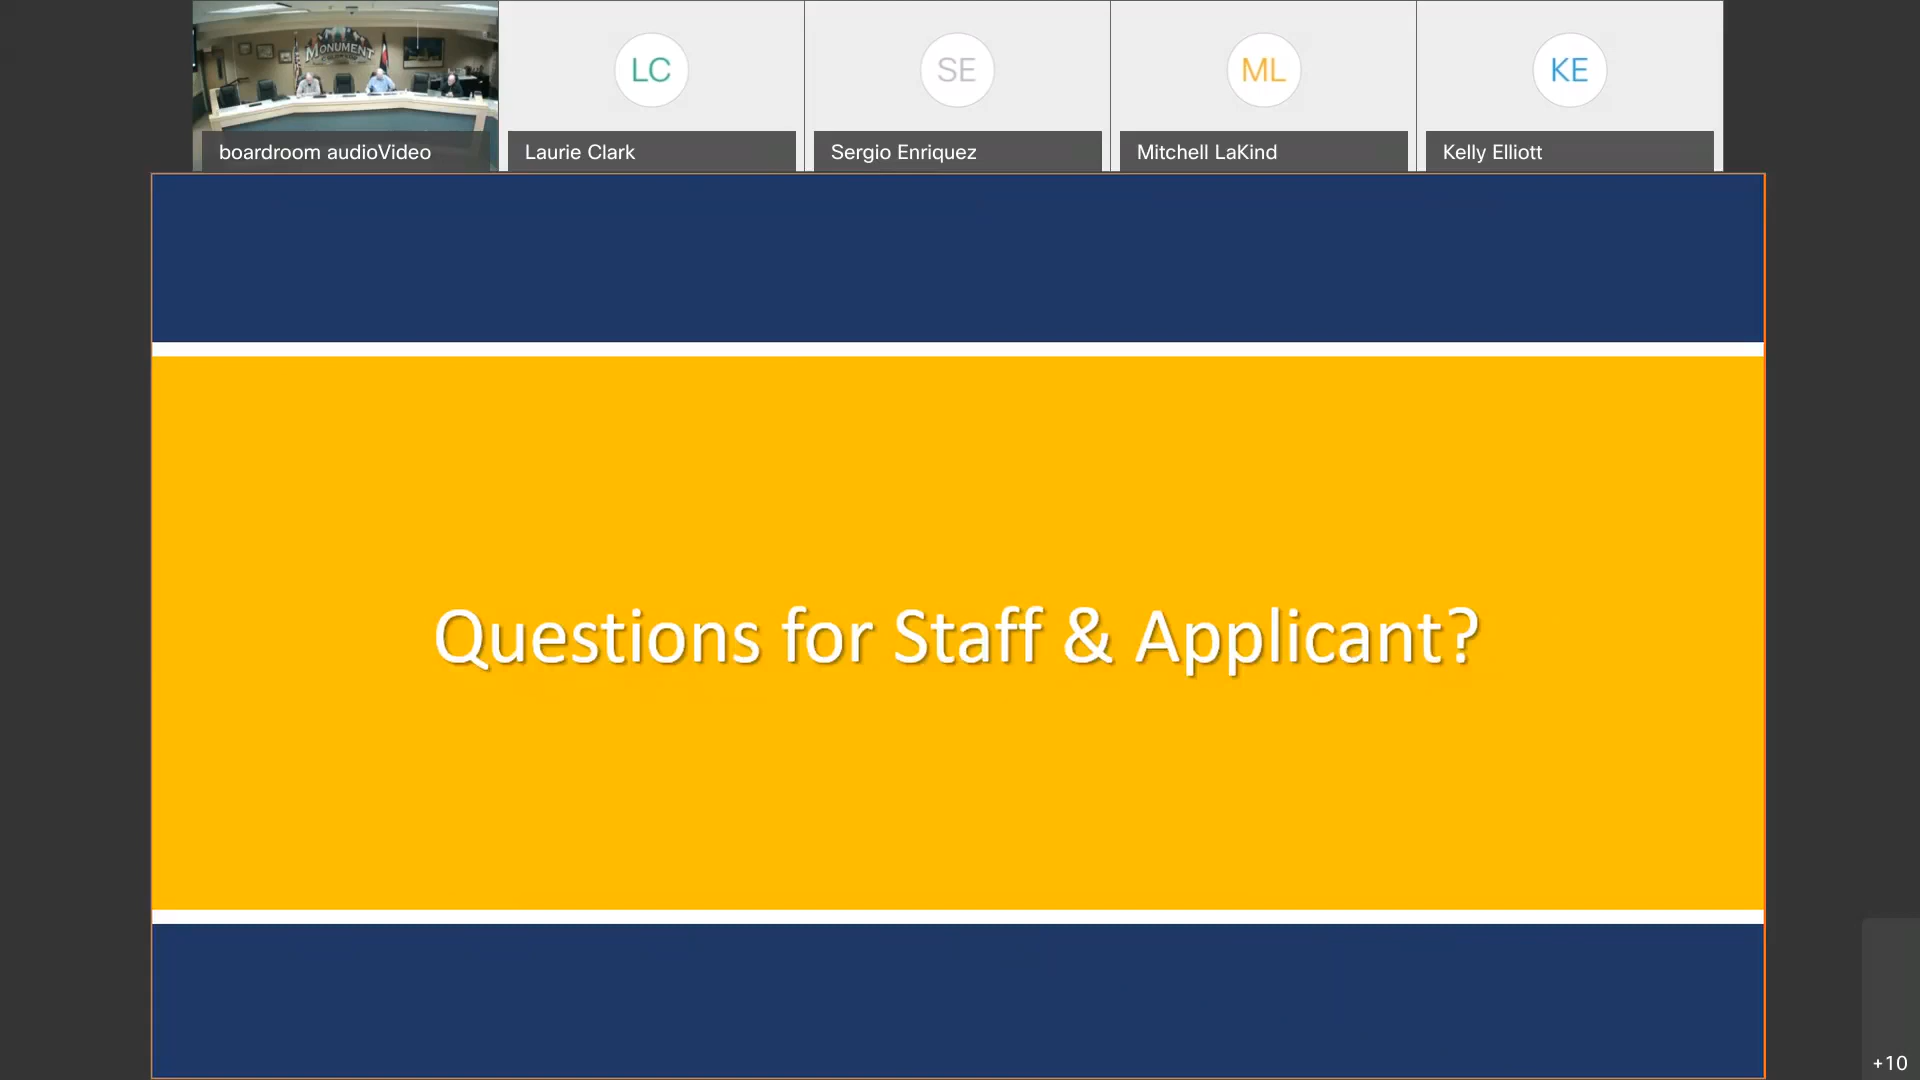 MONUMENT
boardroom audioVideo
LC
Laurie Clark
SE
Sergio Enriquez
ML
Mitchell LaKind
KE
Kelly Elliott
Questions for Staff & Applicant?
+10